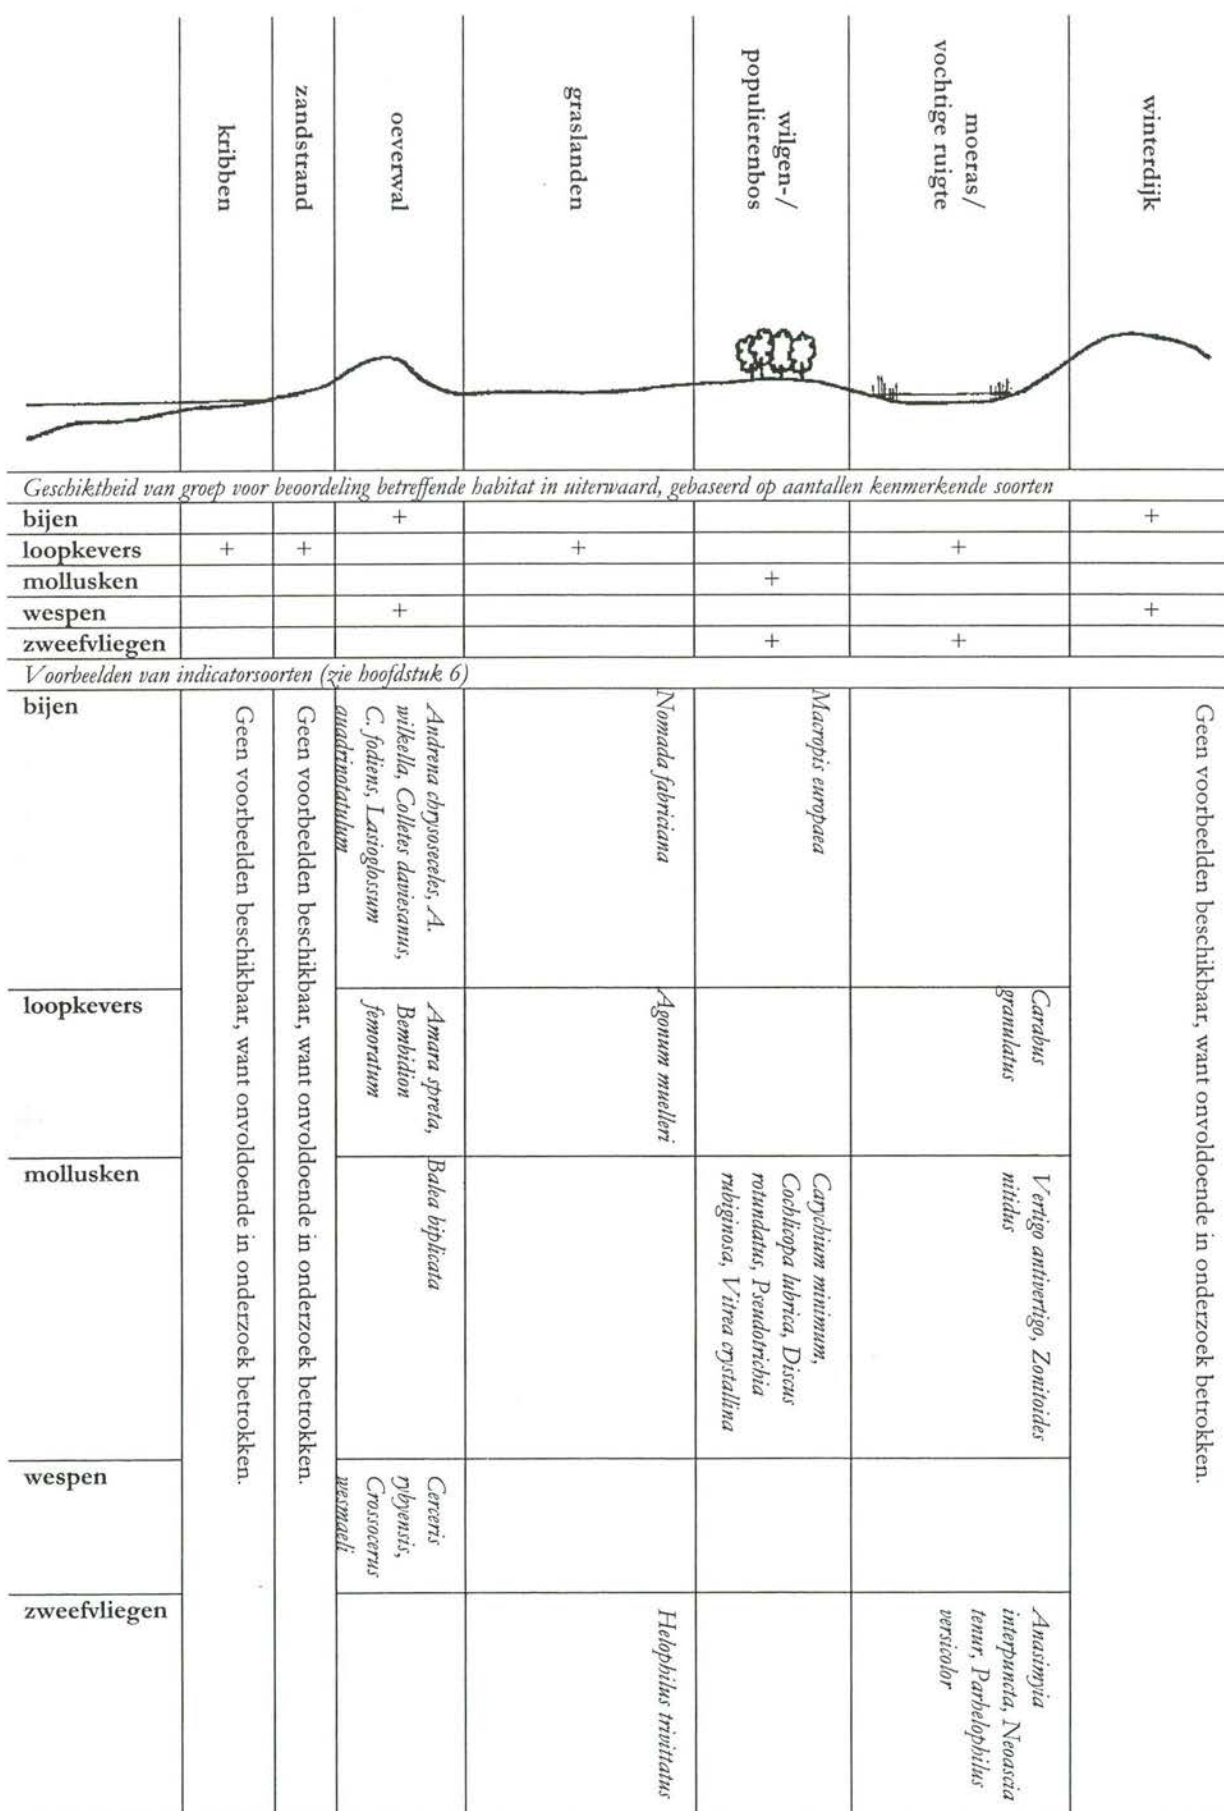 kribben
zandstrand
oeverwal
graslanden
wilgen-/
populierenbos
moeras/
vochtige ruigte
winterdijk
Geschiktheid van groep voor beoordeling betreffende habitat in uiterwaard, gebaseerd op aantallen kenmerkende soorten
bijen + +
loopkevers + + + +
mollusken +
wespen + +
zweefvliegen + +
Voorbeelden van indicatorsoorten (zie hoofdstuk 6)
bijen
Geen voorbeelden beschikbaar, want onvoldoende in onderzoek betrokken.
Geen voorbeelden beschikbaar, want onvoldoende in onderzoek betrokken.
Andrena chrysosceles, A.
wilkella, Colletes daviesanus,
C. fodiens, Lasioglossum
quadrinotatulum
Nomada fabriciana
Macropis europaea
Geen voorbeelden beschikbaar, want onvoldoende in onderzoek betrokken.
loopkevers
Amara spreta,
Bembidion
femoratum
Agonum muelleri
Carabus
granulatus
mollusken
Balea biplicata
Carychium minimum,
Cochlicopa lubrica, Discus
rotundatus, Pseudotrichia
rubiginosa, Vitrea crystallina
Vertigo antivertigo, Zonitoides
nitidus
wespen
Cerceris
rybyensis,
Crossocerus
wesmaeli
zweefvliegen
Helophilus trivittatus
Anasimyia
interpuncta, Neoascia
tenur, Parhelophilus
versicolor